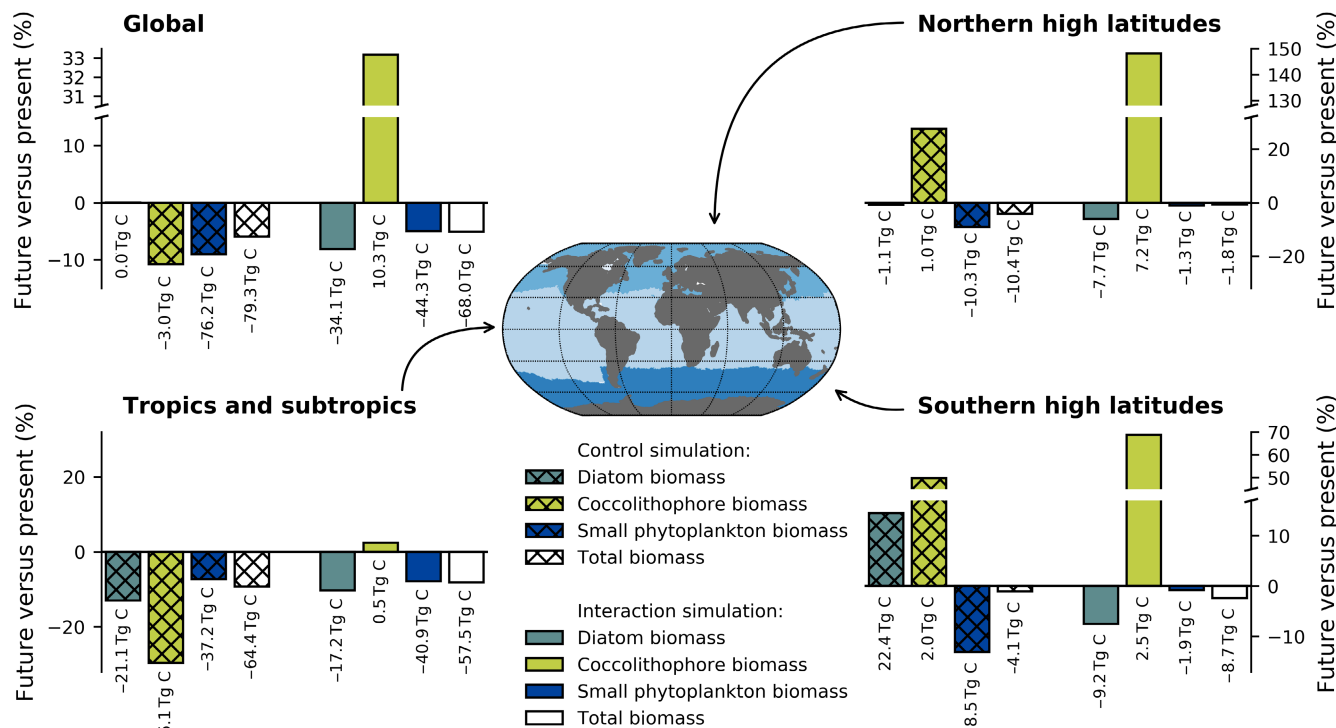 Global
Future versus present (%)
33
32
31
10
0
−10
0.0 Tg C
−3.0 Tg C
−76.2 Tg C
−79.3 Tg C
−34.1 Tg C
10.3 Tg C
−44.3 Tg C
−68.0 Tg C
Northern high latitudes
Future versus present (%)
150
140
130
20
0
−20
−1.1 Tg C
1.0 Tg C
−10.3 Tg C
−10.4 Tg C
−7.7 Tg C
7.2 Tg C
−1.3 Tg C
−1.8 Tg C
Tropics and subtropics
Future versus present (%)
20
0
−20
−21.1 Tg C
.1 Tg C
−37.2 Tg C
−64.4 Tg C
−17.2 Tg C
0.5 Tg C
−40.9 Tg C
−57.5 Tg C
Control simulation:
Diatom biomass
Coccolithophore biomass
Small phytoplankton biomass
Total biomass
Interaction simulation:
Diatom biomass
Coccolithophore biomass
Small phytoplankton biomass
Total biomass
Southern high latitudes
Future versus present (%)
70
60
50
10
0
−10
22.4 Tg C
2.0 Tg C
8.5 Tg C
−4.1 Tg C
−9.2 Tg C
2.5 Tg C
−1.9 Tg C
−8.7 Tg C